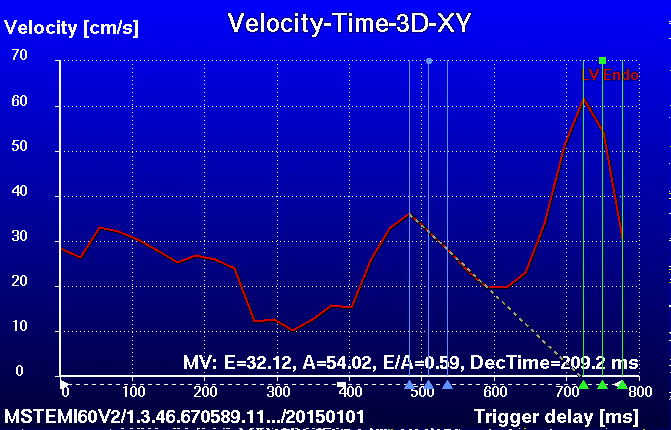 Velocity [cm/s]
Velocity-Time-3D-XY
70
LV Endo
60
50
40
30
20
10
MV: E=32.12, A=54.02, E/A=0.59, DecTime=209.2 ms
0
0 100 200 300 400 500 600 700 800
MSTEMI60V2/1.3.46.670589.11.../20150101
Trigger delay [ms]